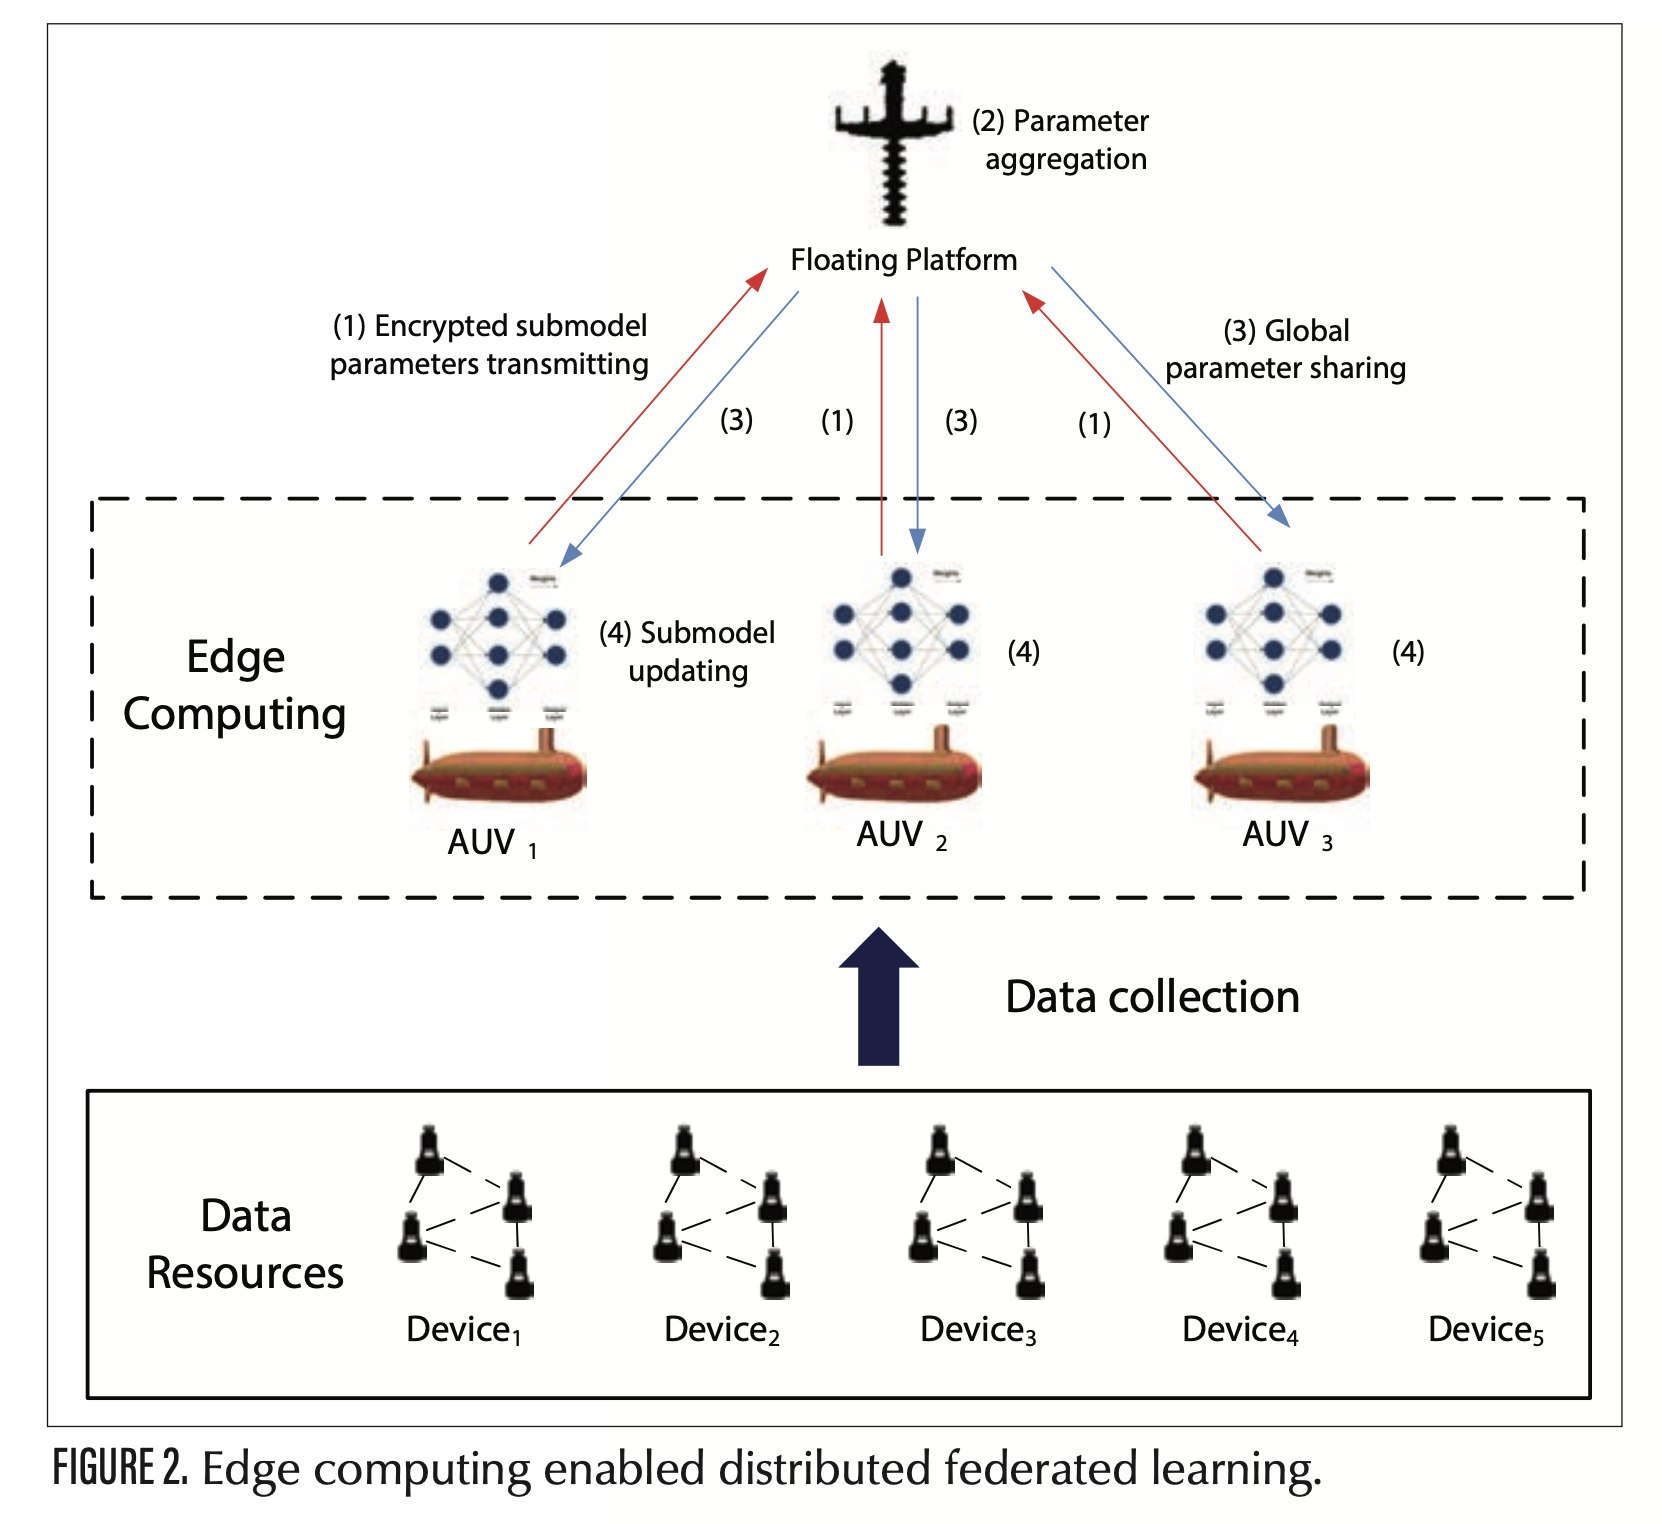 (2) Parameter
aggregation
Floating Platform
(1) Encrypted submodel
parameters transmitting
(3) Global
parameter sharing
(3)
(1)
(3)
(1)
Edge
Computing
(4) Submodel
updating
(4)
(4)
AUV 1
AUV 2
AUV 3
Data collection
Data
Resources
Device1
Device2
Device3
Device4
Device5
FIGURE 2. Edge computing enabled distributed federated learning.